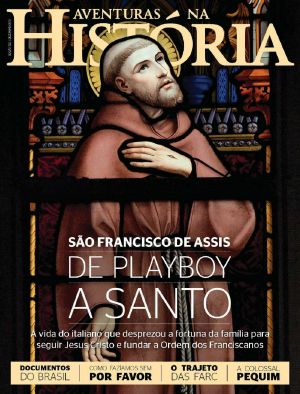 AVENTURAS NA
HISTÓRIA
SÃO FRANCISCO DE ASSIS
DE PLAYBOY
A SANTO
A vida do italiano que desprezou a fortuna da família para
seguir Jesus Cristo e fundar a Ordem dos Franciscanos
DOCUMENTOS
DO BRASIL
COMO FAZÍAMOS SEM
POR FAVOR
O TRAJETO
DAS FARC
A COLOSSAL
PEQUIM